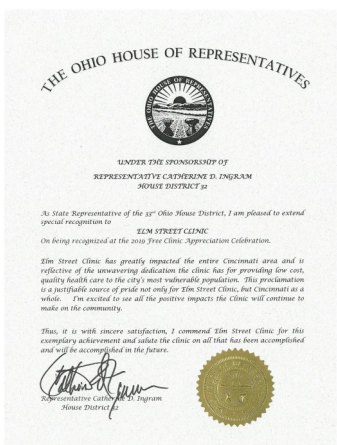 THE OHIO HOUSE OF REPRESENTATIVES
HOUSE OF REPRESENTATIVES
UNDER THE SPONSORSHIP OF
REPRESENTATIVE CATHERINE D. INGRAM
HOUSE DISTRICT 32
As State Representative of the 33rd Ohio House District, I am pleased to extend
special recognition to
ELM STREET CLINIC
On being recognized at the 2019 Free Clinic Appreciation Celebration.
Elm Street Clinic has greatly impacted the entire Cincinnati area and is
reflective of the unwavering dedication the clinic has for providing low cost,
quality health care to the city's most vulnerable population. This proclamation
is a justifiable source of pride not only for Elm Street Clinic, but Cincinnati as a
whole. I'm excited to see all the positive impacts the Clinic will continue to
make on the community.
Thus, it is with sincere satisfaction, I commend Elm Street Clinic for this
exemplary achievement and salute the clinic on all that has been accomplished
and will be accomplished in the future.
Representative Catherine D. Ingram
House District 32